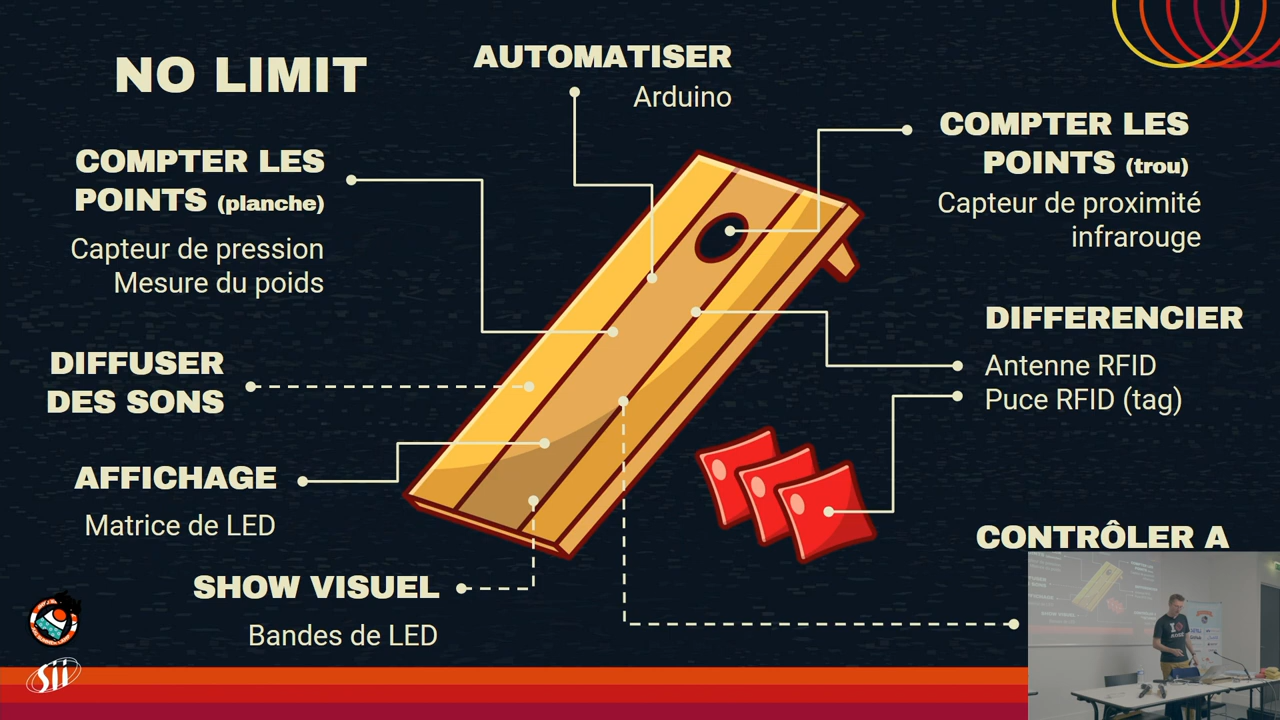 NO LIMIT
AUTOMATISER
Arduino
COMPTER LES
POINTS (planche)
Capteur de pression
Mesure du poids
COMPTER LES
POINTS (trou)
Capteur de proximité
infrarouge
DIFFUSER
DES SONS
DIFFERENCIER
Antenne RFID
Puce RFID (tag)
AFFICHAGE
Matrice de LED
SHOW VISUEL
Bandes de LED
CONTRÔLER A
sii